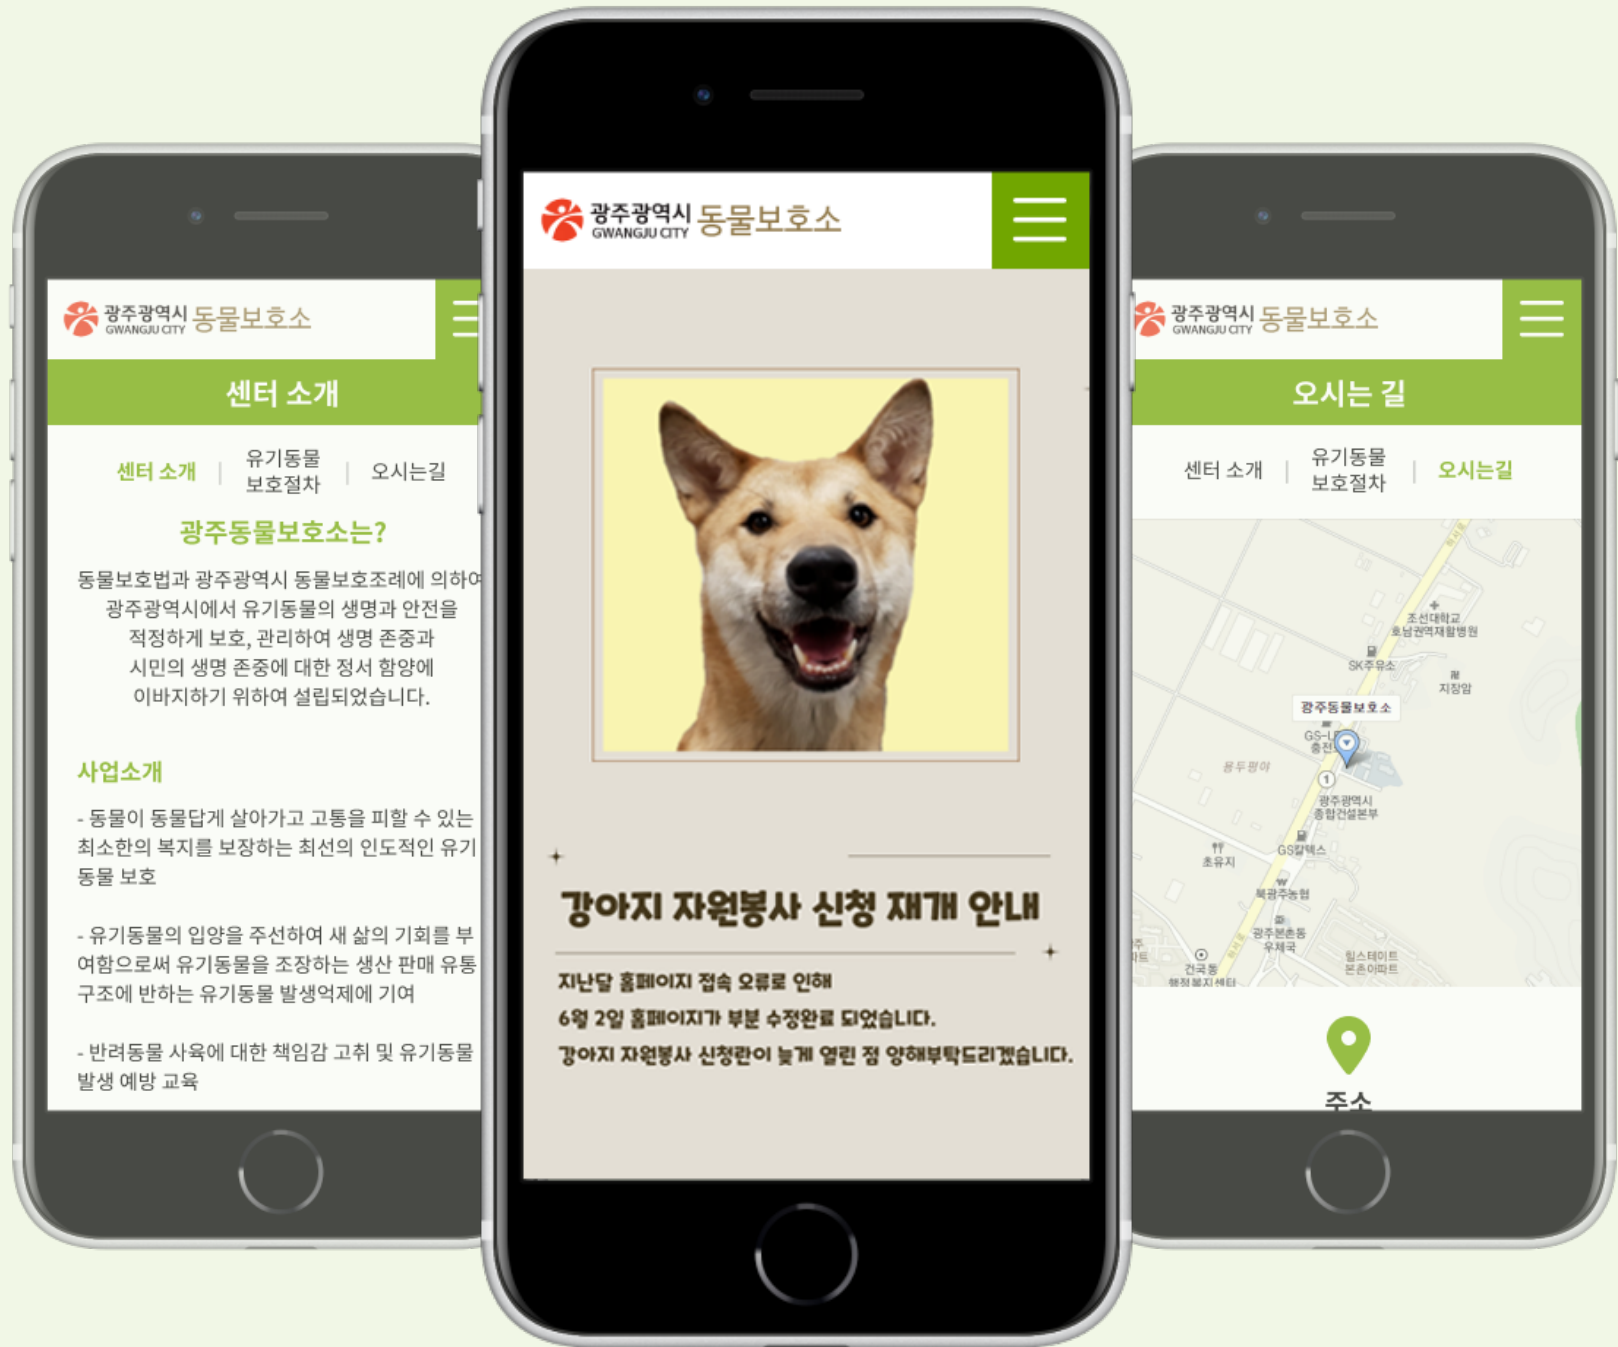 광주광역시
GWANGJU CITY
동물보호소
센터 소개
센터 소개
유기동물
보호절차
오시는길
광주동물보호소는?
동물보호법과 광주광역시 동물보호조례에 의하여
광주광역시에서 유기동물의 생명과 안전을
적정하게 보호, 관리하여 생명 존중과
시민의 생명 존중에 대한 정서 함양에
이바지하기 위하여 설립되었습니다.
사업소개
- 동물이 동물답게 살아가고 고통을 피할 수 있는
최소한의 복지를 보장하는 최선의 인도적인 유기
동물 보호
- 유기동물의 입양을 주선하여 새 삶의 기회를 부
여함으로써 유기동물을 조장하는 생산 판매 유통
구조에 반하는 유기동물 발생억제에 기여
- 반려동물 사육에 대한 책임감 고취 및 유기동물
발생 예방 교육
광주광역시
GWANGJU CITY
동물보호소
강아지 자원봉사 신청 재개 안내
지난달 홈페이지 접속 오류로 인해
6월 2일 홈페이지가 부분 수정완료 되었습니다.
강아지 자원봉사 신청란이 늦게 열린 점 양해부탁드리겠습니다.
광주광역시
GWANGJU CITY
동물보호소
오시는 길
센터 소개
유기동물
보호절차
오시는길
하서로
조선대학교
호남권역재활병원
SK주유소
지장암
광주동물보호소
용두평야
1
광주광역시
종합건설본부
GS칼텍스
초유지
북광주농협
광주본촌동
우체국
하서로
건국동
행정복지센터
힐스테이트
본촌아파트
주소